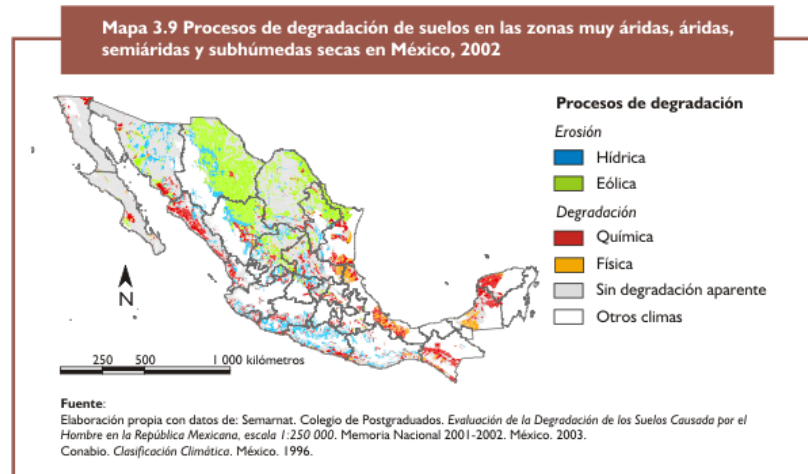 Mapa 3.9 Procesos de degradación de suelos en las zonas muy áridas, áridas,
semiáridas y subhúmedas secas en México, 2002
Procesos de degradación
Erosión
Hídrica
Eólica
Degradación
Química
Física
Sin degradación aparente
Otros climas
N
250 500 1 000 kilómetros
Fuente:
Elaboración propia con datos de: Semarnat. Colegio de Postgraduados. Evaluación de la Degradación de los Suelos Causada por el
Hombre en la República Mexicana, escala 1:250 000. Memoria Nacional 2001-2002. México. 2003.
Conabio. Clasificación Climática. México. 1996.